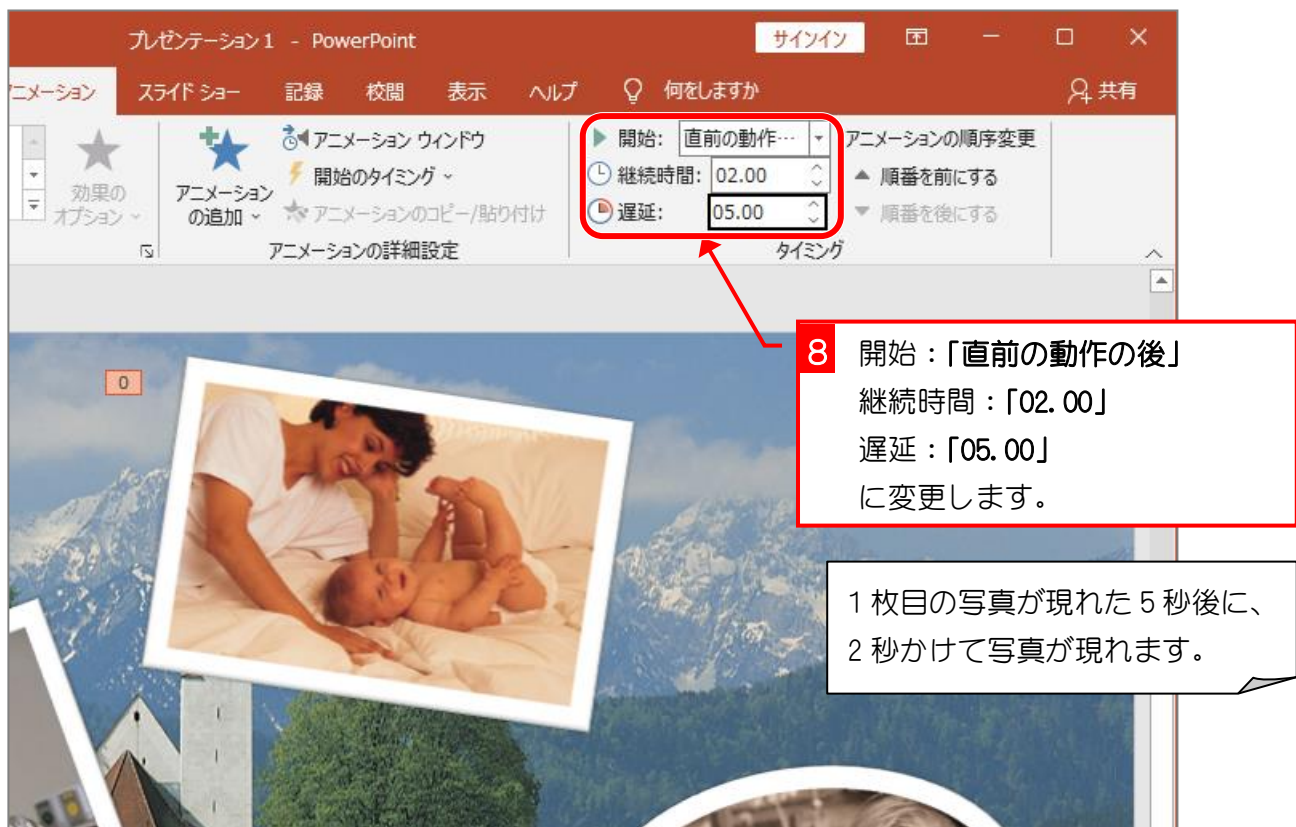 プレゼンテーション1 - PowerPoint サインイン
アニメーション スライド ショー 記録 校閲 表示 ヘルプ 何をしますか 共有
アニメーション ウィンドウ 開始: 直前の動作… アニメーションの順序変更
効果の オプション アニメーション の追加 開始のタイミング 継続時間: 02.00 順番を前にする
アニメーションのコピー/貼り付け 遅延: 05.00 順番を後にする
アニメーションの詳細設定 タイミング
0
8 開始:「直前の動作の後」
継続時間:「02.00」
遅延:「05.00」
に変更します。
1枚目の写真が現れた5秒後に、
2秒かけて写真が現れます。